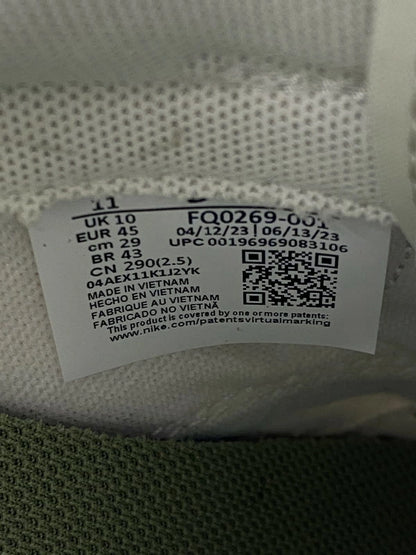 11
UK 10 FQ0269-001
EUR 45 04/12/23 | 06/13/23
cm 29 UPC 00196969083106
BR 43
CN 290(2.5)
04AEX11K1J2YK
MADE IN VIETNAM
HECHO EN VIETNAM
FABRIQUÉ AU VIETNAM
FABRICADO NO VIETNÃ
This product is covered by one or more patents:
www.nike.com/patentsvirtualmarking